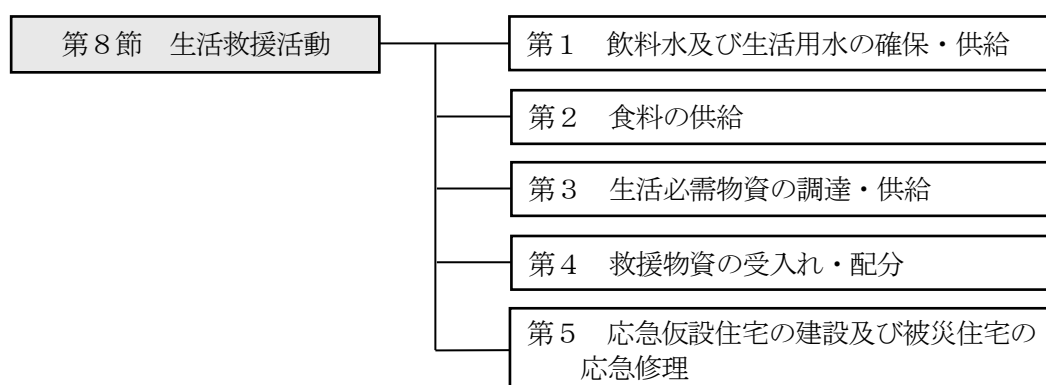 第８節　生活救援活動
第１　飲料水及び生活用水の確保・供給
第２　食料の供給
第３　生活必需物資の調達・供給
第４　救援物資の受入れ・配分
第５　応急仮設住宅の建設及び被災住宅の
応急修理